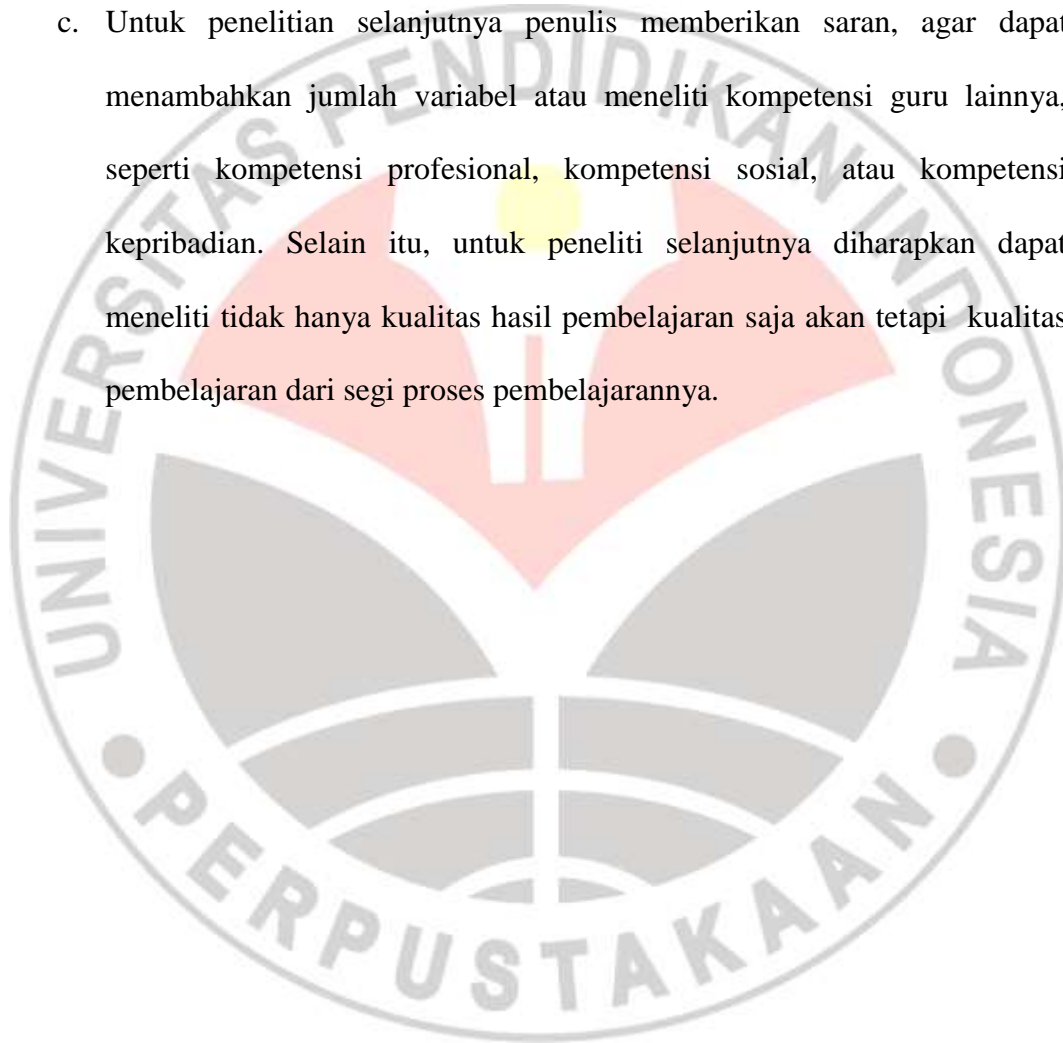 c. Untuk penelitian selanjutnya penulis memberikan saran, agar dapat
menambahkan jumlah variabel atau meneliti kompetensi guru lainnya,
seperti kompetensi profesional, kompetensi sosial, atau kompetensi
kepribadian. Selain itu, untuk peneliti selanjutnya diharapkan dapat
meneliti tidak hanya kualitas hasil pembelajaran saja akan tetapi kualitas
pembelajaran dari segi proses pembelajarannya.
UNIVERSITAS PENDIDIKAN INDONESIA
PERPUSTAKAAN